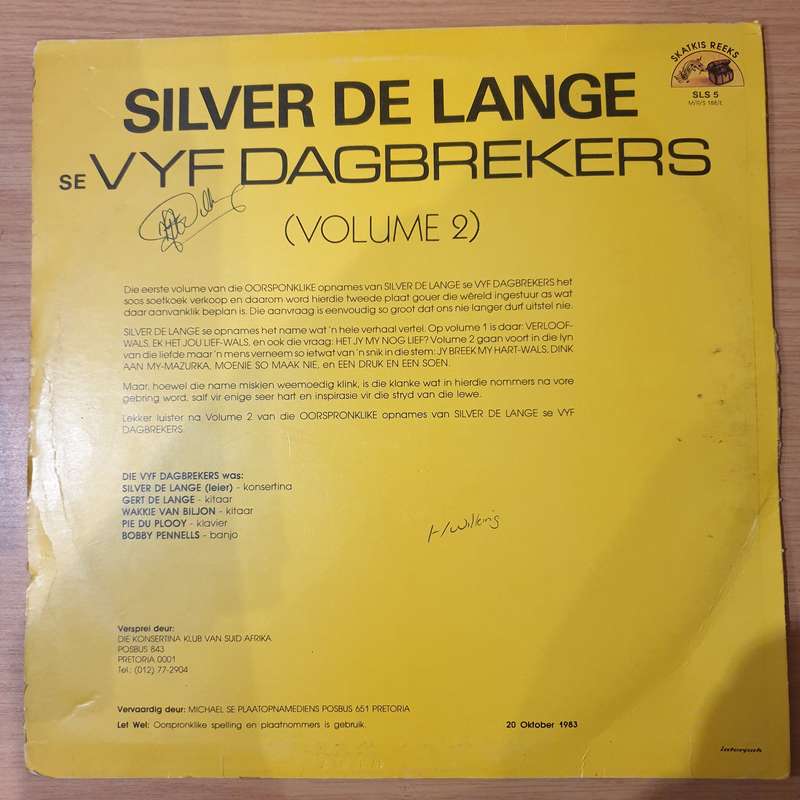 SKATKIS REEKS
SLS 5
SILVER DE LANGE
SE VYF DAGBREKERS
(VOLUME 2)
Die eerste volume van die OORSPONKLIKE opnames van SILVER DE LANGE se VYF DAGBREKERS het
soos soetkoek verkoop en daarom word hierdie tweede plaat gouer die wêreld ingestuur as wat
daar aanvanklik beplan is. Die aanvraag is eenvoudig so groot dat ons nie langer durf uitstel nie.
SILVER DE LANGE se opnames het name wat 'n hele verhaal vertel. Op volume 1 is daar: VERLOOF-
WALS, EK HET JOU LIEF-WALS, en ook die vraag: HET JY MY NOG LIEF? Volume 2 gaan voort in die lyn
van die liefde maar 'n mens verneem so ietwat van 'n snik in die stem: JY BREEK MY HART-WALS, DINK
AAN MY-MAZURKA, MOENIE SO MAAK NIE, en EEN DRUK EN EEN SOEN.
Maar, hoewel die name miskien weemoedig klink, is die klanke wat in hierdie nommers na vore
gebring word, salf vir enige seer hart en inspirasie vir die stryd van die lewe.
Lekker luister na Volume 2 van die OORSPRONKLIKE opnames van SILVER DE LANGE se VYF
DAGBREKERS.
DIE VYF DAGBREKERS was:
SILVER DE LANGE (leier) - konsertina
GERT DE LANGE - kitaar
WAKKIE VAN BILJON - kitaar
PIE DU PLOOY - klavier
BOBBY PENNELLS - banjo
Versprei deur:
DIE KONSERTINA KLUB VAN SUID AFRIKA
POSBUS 843
PRETORIA 0001
Tel.: (012) 77-2904
Vervaardig deur: MICHAEL SE PLAATOPNAMEDIENS POSBUS 651 PRETORIA
Let Wel: Oorspronklike spelling en plaatnommers is gebruik.
20 Oktober 1983
interpak